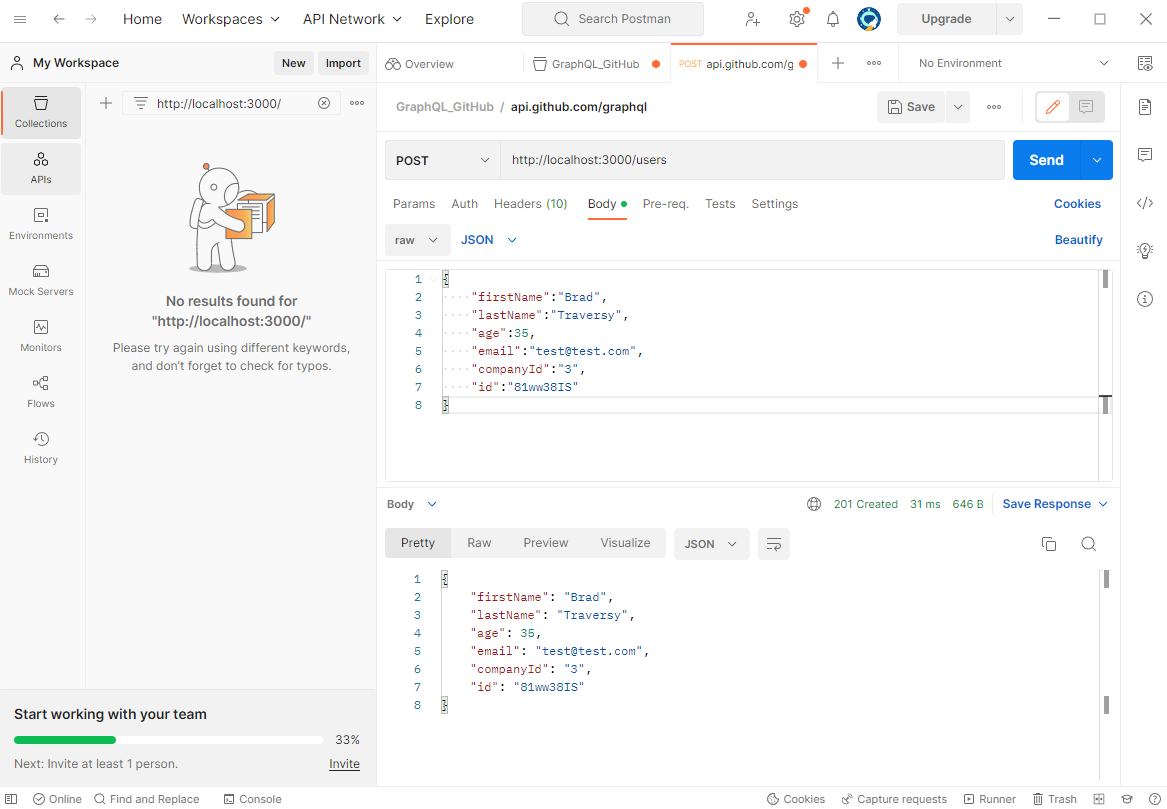 Home Workspaces API Network Explore Search Postman Upgrade
My Workspace New Import Overview GraphQL_GitHub POST api.github.com/g No Environment
Collections
APIs
Environments
Mock Servers
Monitors
Flows
History
http://localhost:3000/
No results found for
"http://localhost:3000/"
Please try again using different keywords,
and don't forget to check for typos.
Start working with your team
33%
Next: Invite at least 1 person. Invite
GraphQL_GitHub / api.github.com/graphql Save
POST http://localhost:3000/users Send
Params Auth Headers (10) Body Pre-req. Tests Settings Cookies
raw JSON Beautify
1 {
2 "firstName":"Brad",
3 "lastName":"Traversy",
4 "age":35,
5 "email":"test@test.com",
6 "companyId":"3",
7 "id":"81ww38IS"
8 }
Body 201 Created 31 ms 646 B Save Response
Pretty Raw Preview Visualize JSON
1 {
2 "firstName": "Brad",
3 "lastName": "Traversy",
4 "age": 35,
5 "email": "test@test.com",
6 "companyId": "3",
7 "id": "81ww38IS"
8 }
Online Find and Replace Console Cookies Capture requests Runner Trash